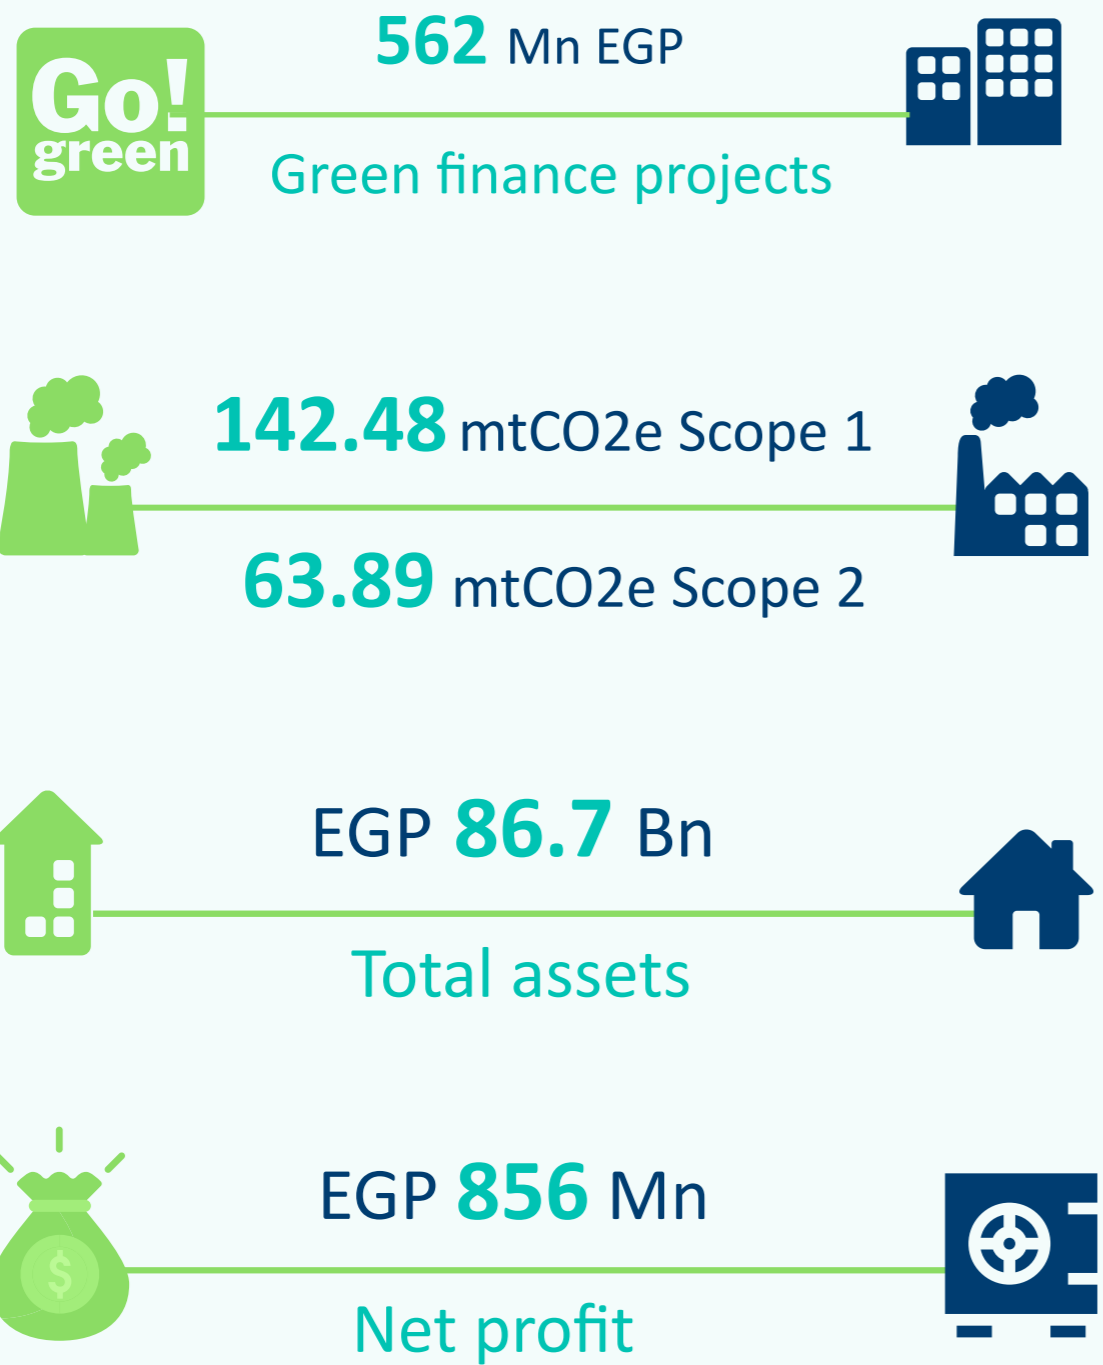 Go!
green
562 Mn EGP
Green finance projects
142.48 mtCO2e Scope 1
63.89 mtCO2e Scope 2
EGP 86.7 Bn
Total assets
EGP 856 Mn
$
Net profit